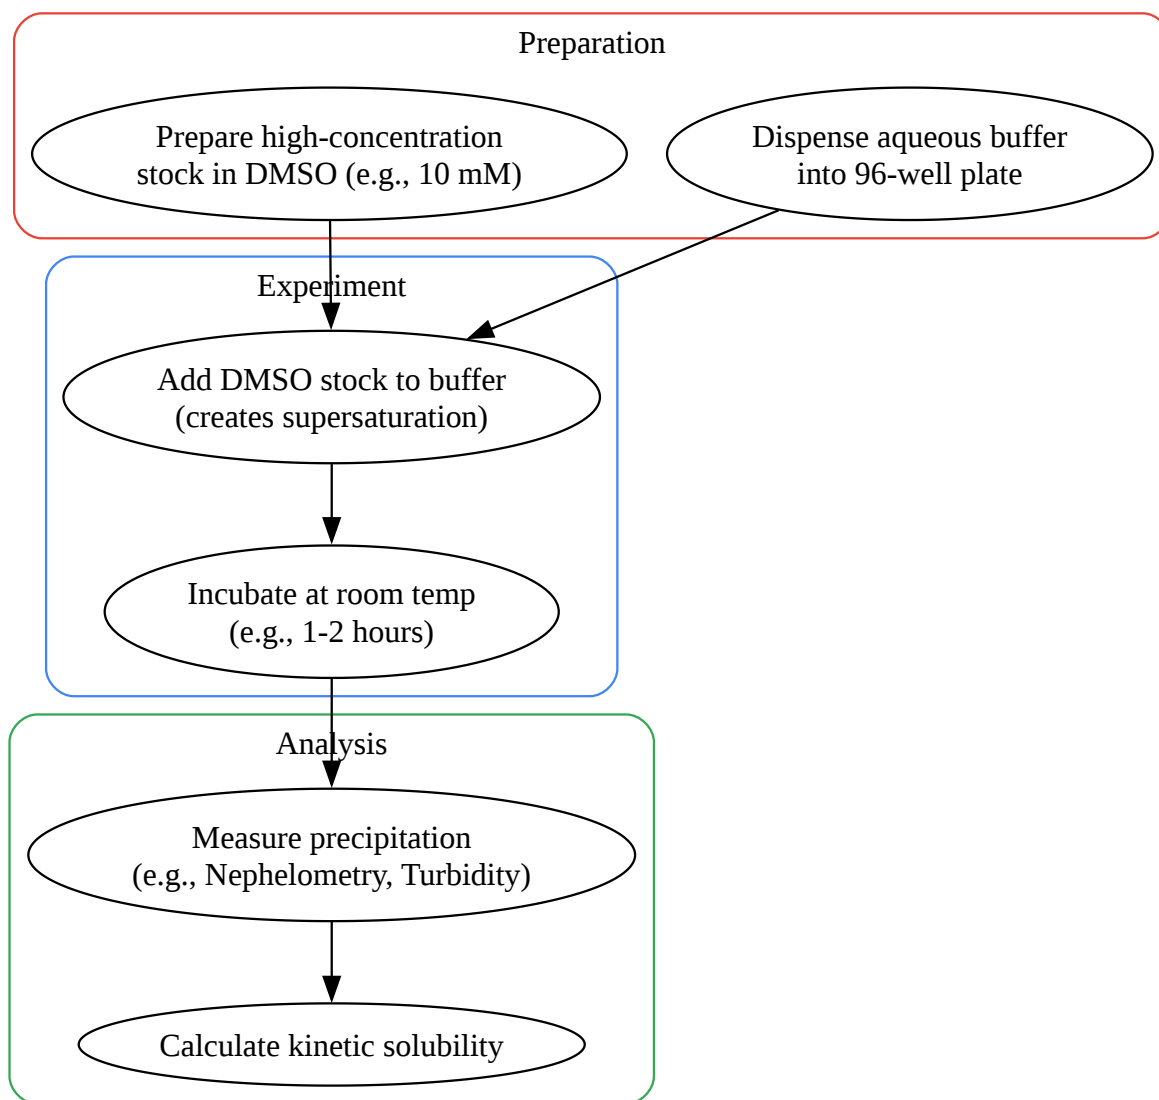 Preparation
Prepare high-concentration
stock in DMSO (e.g., 10 mM)
Dispense aqueous buffer
into 96-well plate
Experiment
Add DMSO stock to buffer
(creates supersaturation)
Incubate at room temp
(e.g., 1-2 hours)
Analysis
Measure precipitation
(e.g., Nephelometry, Turbidity)
Calculate kinetic solubility